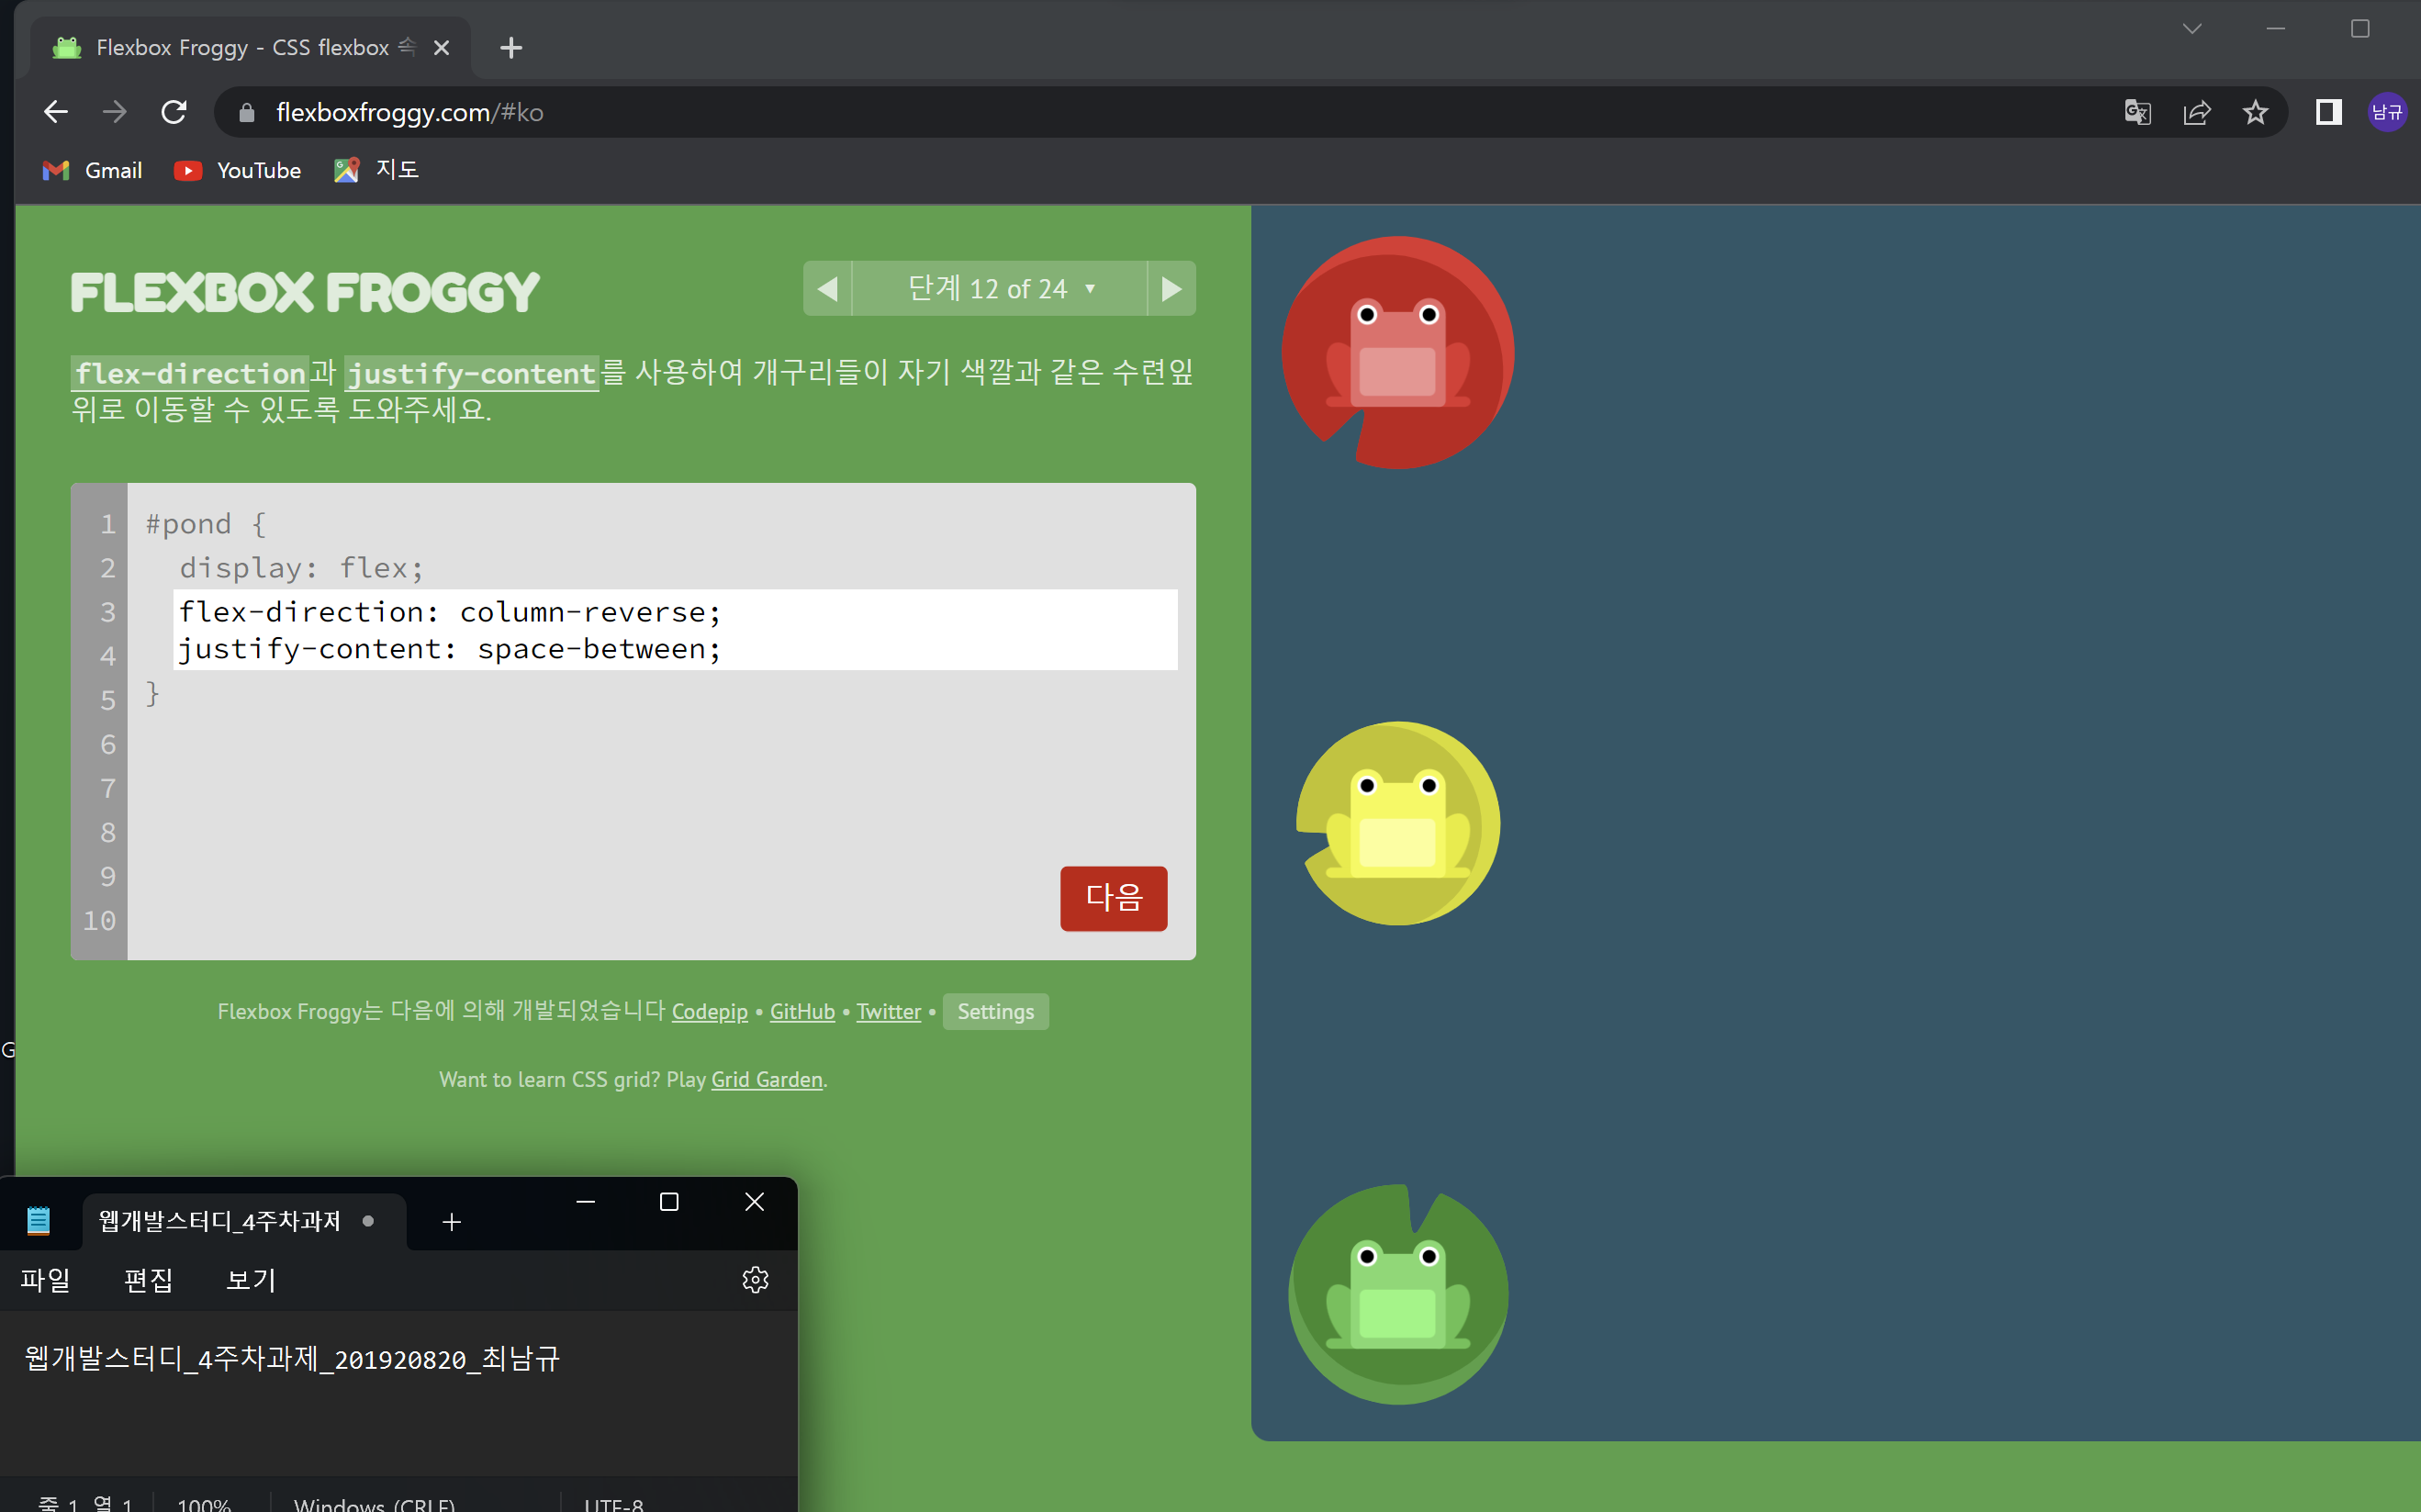 Flexbox Froggy - CSS flexbox 속
flexboxfroggy.com/#ko
남규
Gmail
YouTube
지도
FLEXBOX FROGGY
단계 12 of 24
flex-direction과 justify-content를 사용하여 개구리들이 자기 색깔과 같은 수련잎
위로 이동할 수 있도록 도와주세요.
1 #pond {
2 display: flex;
3 flex-direction: column-reverse;
4 justify-content: space-between;
5 }
6
7
8
9
10
다음
Flexbox Froggy는 다음에 의해 개발되었습니다 Codepip • GitHub • Twitter • Settings
G
Want to learn CSS grid? Play Grid Garden.
웹개발스터디_4주차과제
파일 편집 보기
웹개발스터디_4주차과제_201920820_최남규
줄 1, 열 1 100% Windows (CRLF) UTF-8